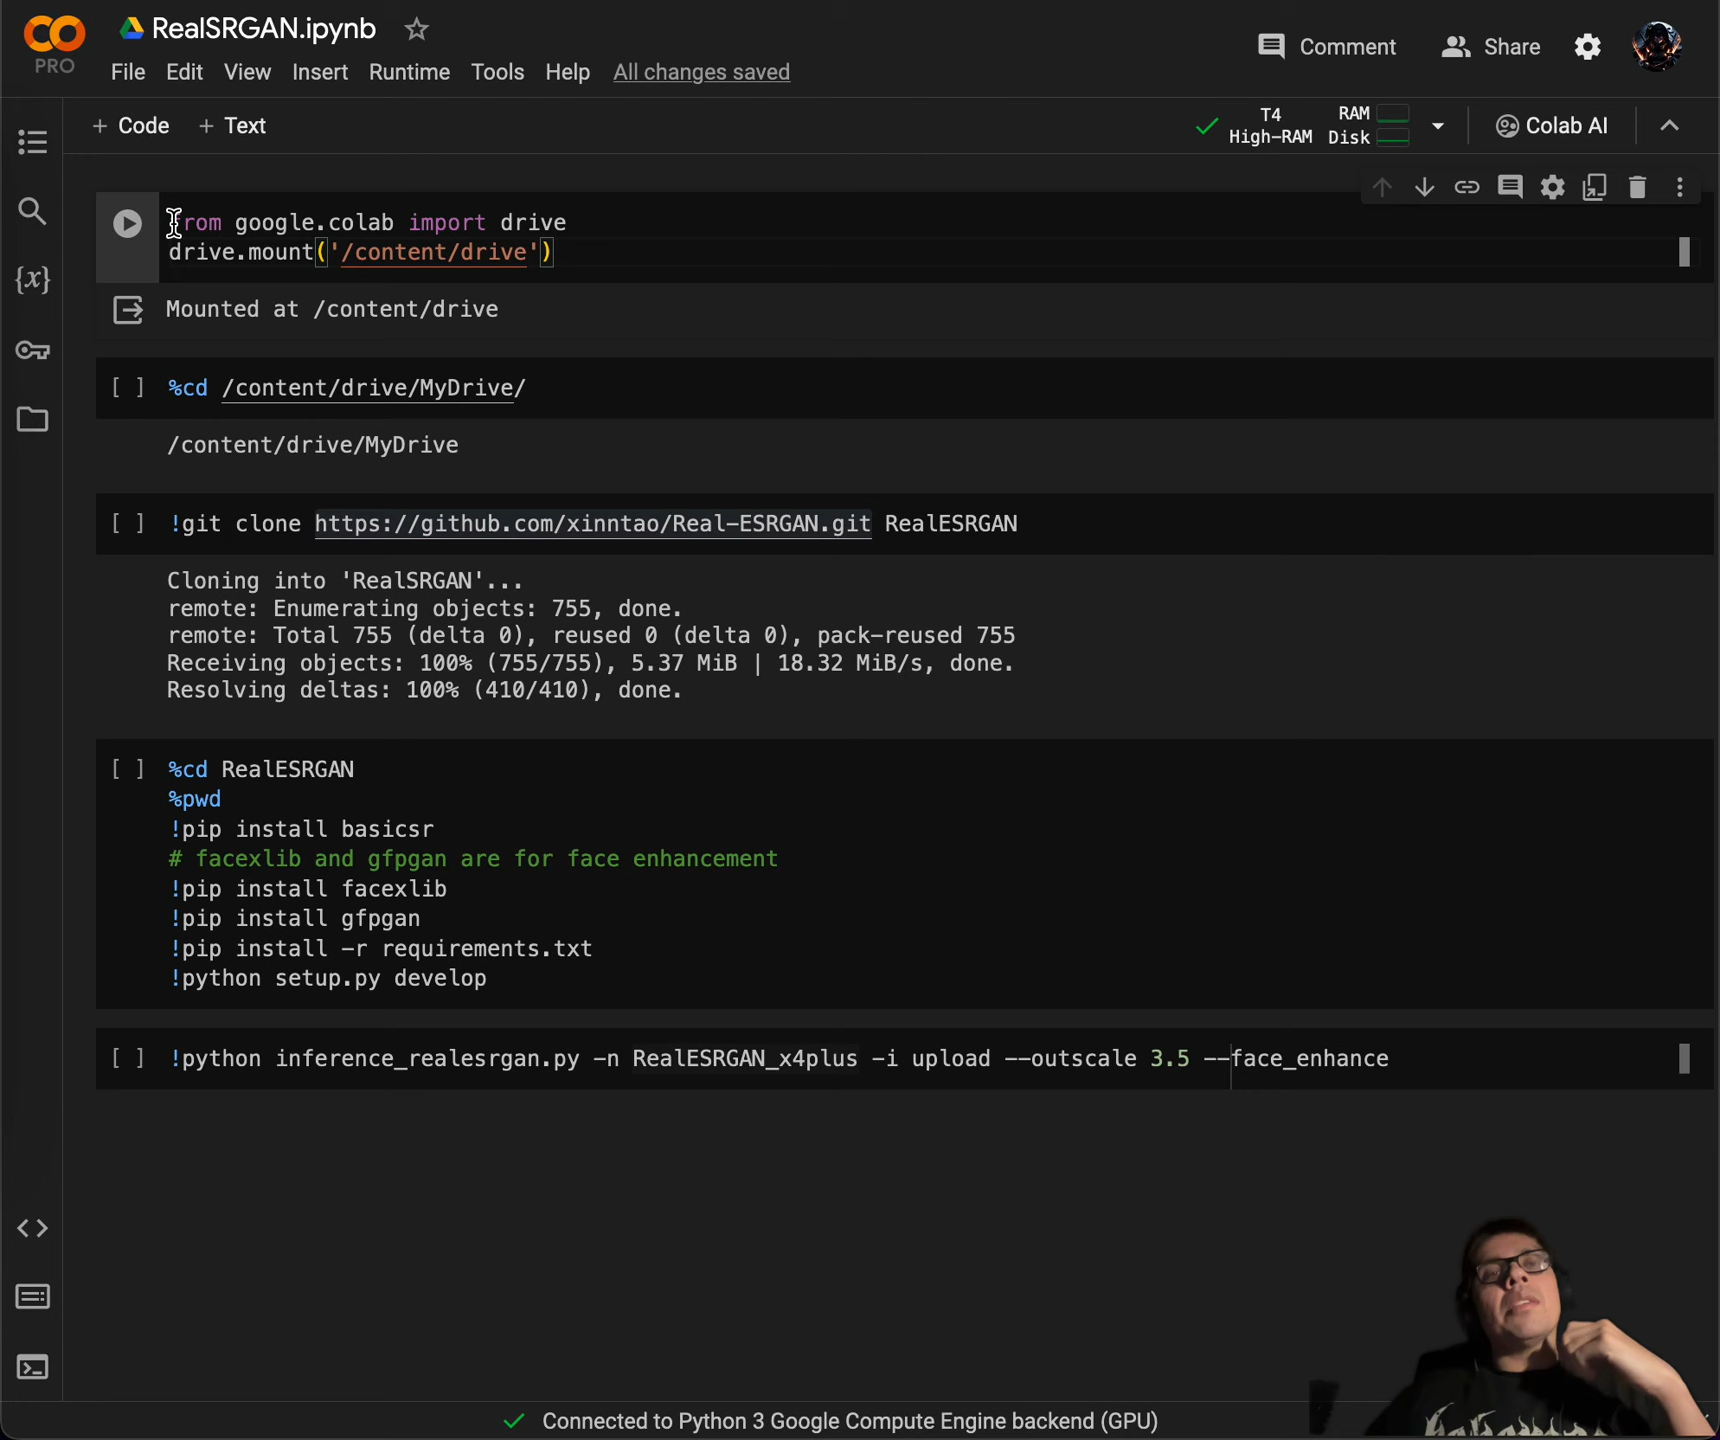 CO
PRO
RealSRGAN.ipynb
File Edit View Insert Runtime Tools Help All changes saved
Comment
Share
+ Code + Text
T4
High-RAM
RAM
Disk
Colab AI
from google.colab import drive
drive.mount('/content/drive')
Mounted at /content/drive
[ ] %cd /content/drive/MyDrive/
/content/drive/MyDrive
[ ] !git clone https://github.com/xinntao/Real-ESRGAN.git RealESRGAN
Cloning into 'RealSRGAN'...
remote: Enumerating objects: 755, done.
remote: Total 755 (delta 0), reused 0 (delta 0), pack-reused 755
Receiving objects: 100% (755/755), 5.37 MiB | 18.32 MiB/s, done.
Resolving deltas: 100% (410/410), done.
[ ] %cd RealESRGAN
%pwd
!pip install basicsr
# facexlib and gfpgan are for face enhancement
!pip install facexlib
!pip install gfpgan
!pip install -r requirements.txt
!python setup.py develop
[ ] !python inference_realesrgan.py -n RealESRGAN_x4plus -i upload --outscale 3.5 --face_enhance
{x}
Connected to Python 3 Google Compute Engine backend (GPU)